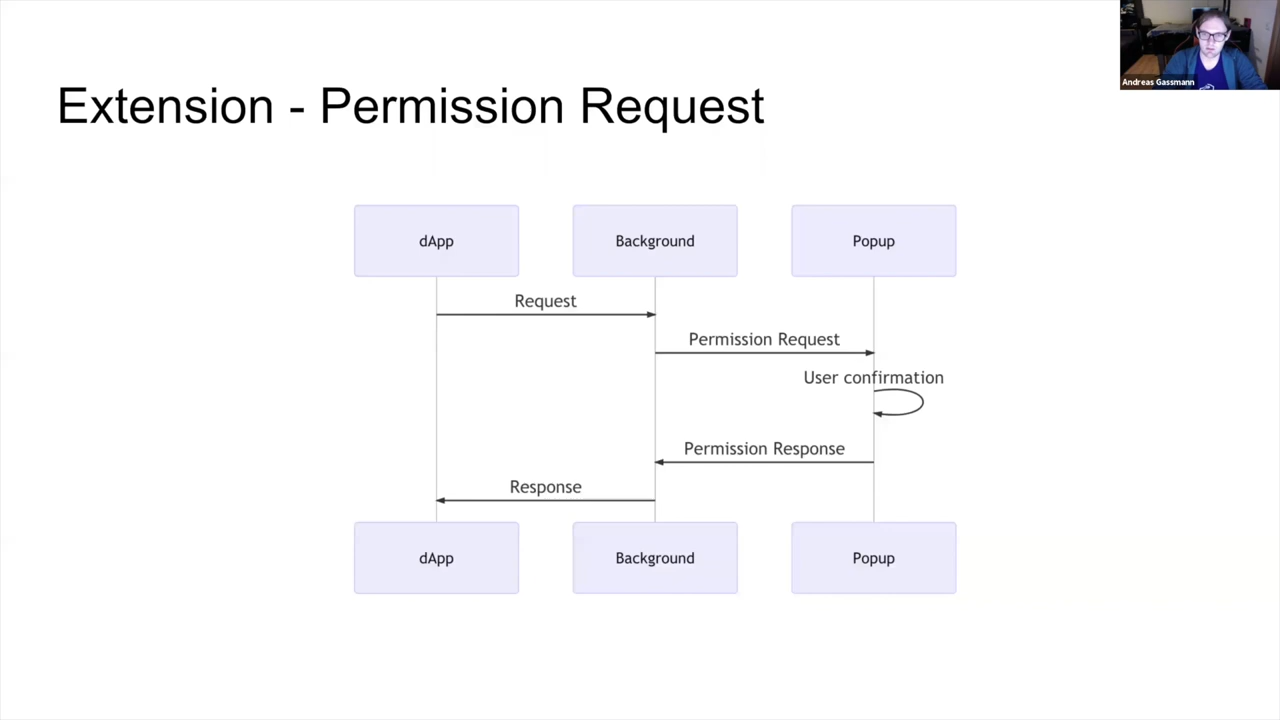 Andreas Gassmann
Extension - Permission Request
dApp
Background
Popup
Request
Permission Request
User confirmation
Permission Response
Response
dApp
Background
Popup